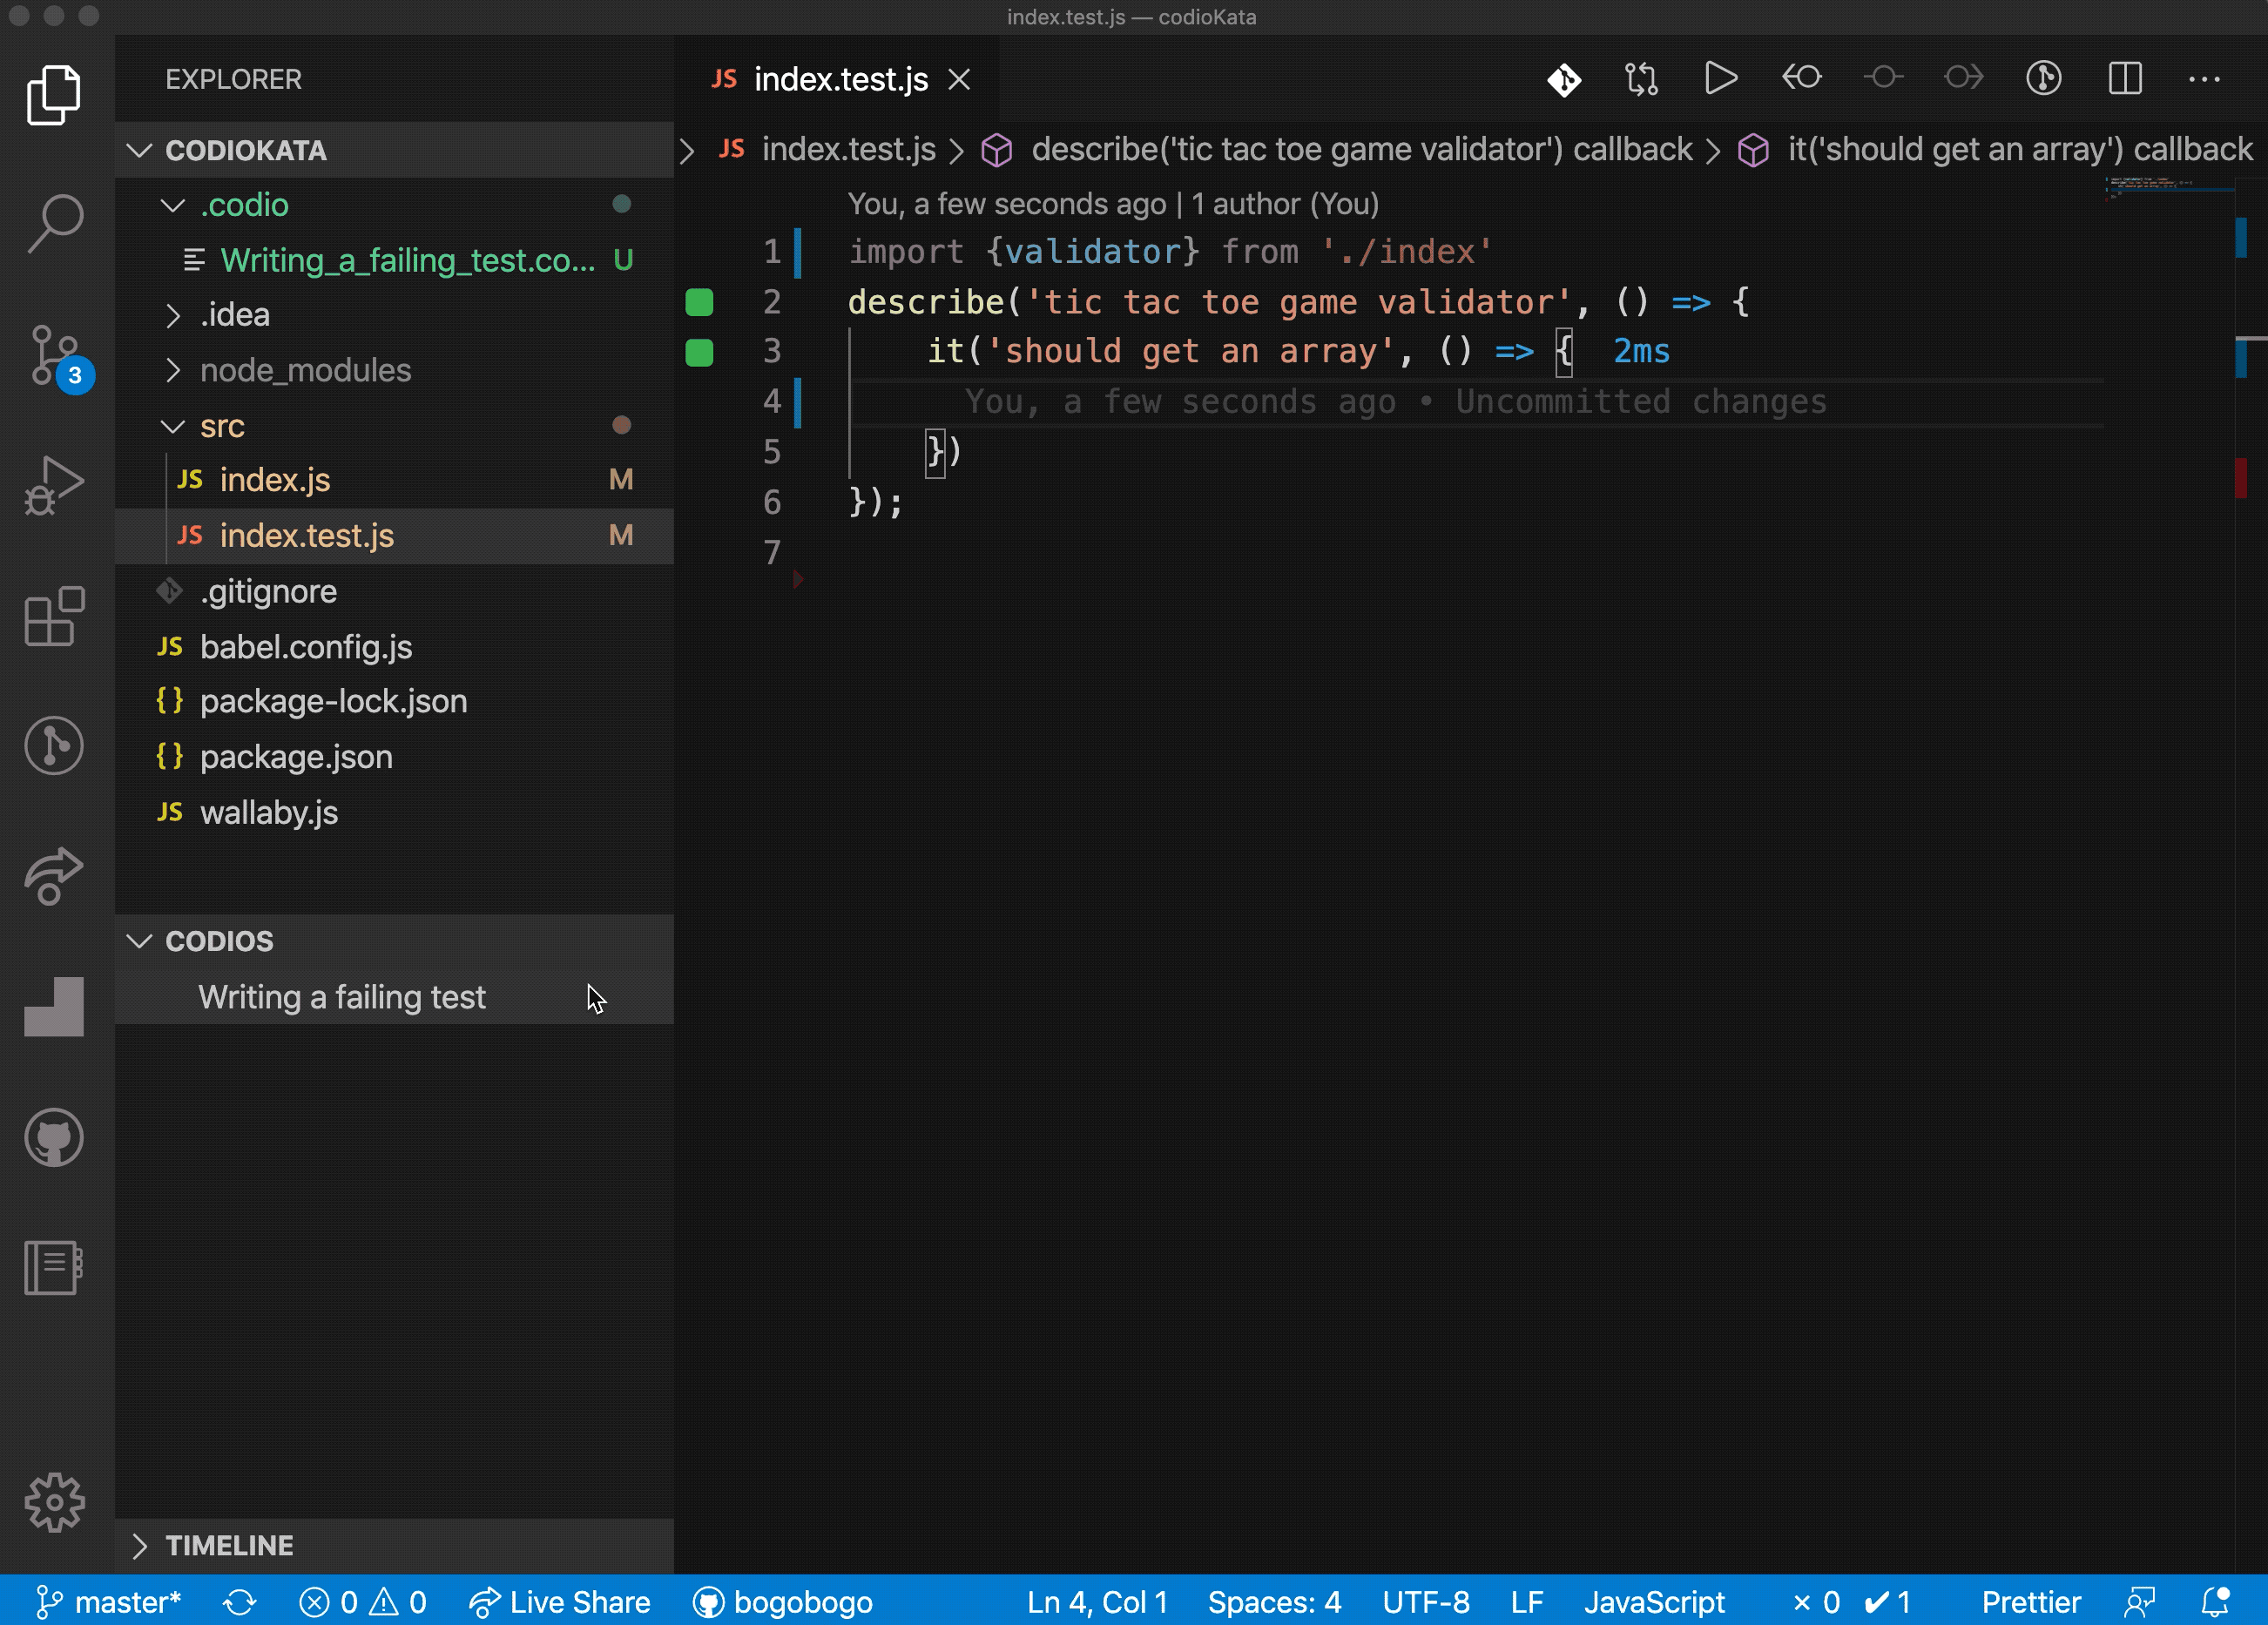 index.test.js — codioKata
EXPLORER
CODIOKATA
.codio
Writing_a_failing_test.co... U
.idea
node_modules
src
JS index.js M
JS index.test.js M
.gitignore
JS babel.config.js
{} package-lock.json
{} package.json
JS wallaby.js
CODIOS
Writing a failing test
TIMELINE
3
JS index.test.js
JS index.test.js > describe('tic tac toe game validator') callback > it('should get an array') callback
You, a few seconds ago | 1 author (You)
1 import {validator} from './index'
2 describe('tic tac toe game validator', () => {
3 it('should get an array', () => { 2ms
4 You, a few seconds ago • Uncommitted changes
5 })
6 });
7
master* 0 0 Live Share bogobogo Ln 4, Col 1 Spaces: 4 UTF-8 LF JavaScript × 0 ✔ 1 Prettier